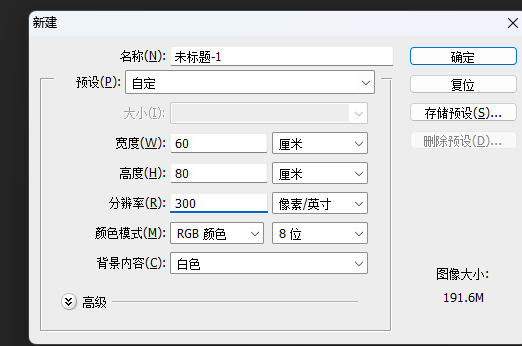 新建
名称(N): 未标题-1
确定
预设(P): 自定
复位
大小(I):
存储预设(S)...
宽度(W): 60 厘米
删除预设(D)...
高度(H): 80 厘米
分辨率(R): 300 像素/英寸
颜色模式(M): RGB 颜色 8 位
背景内容(C): 白色
图像大小:
191.6M
高级